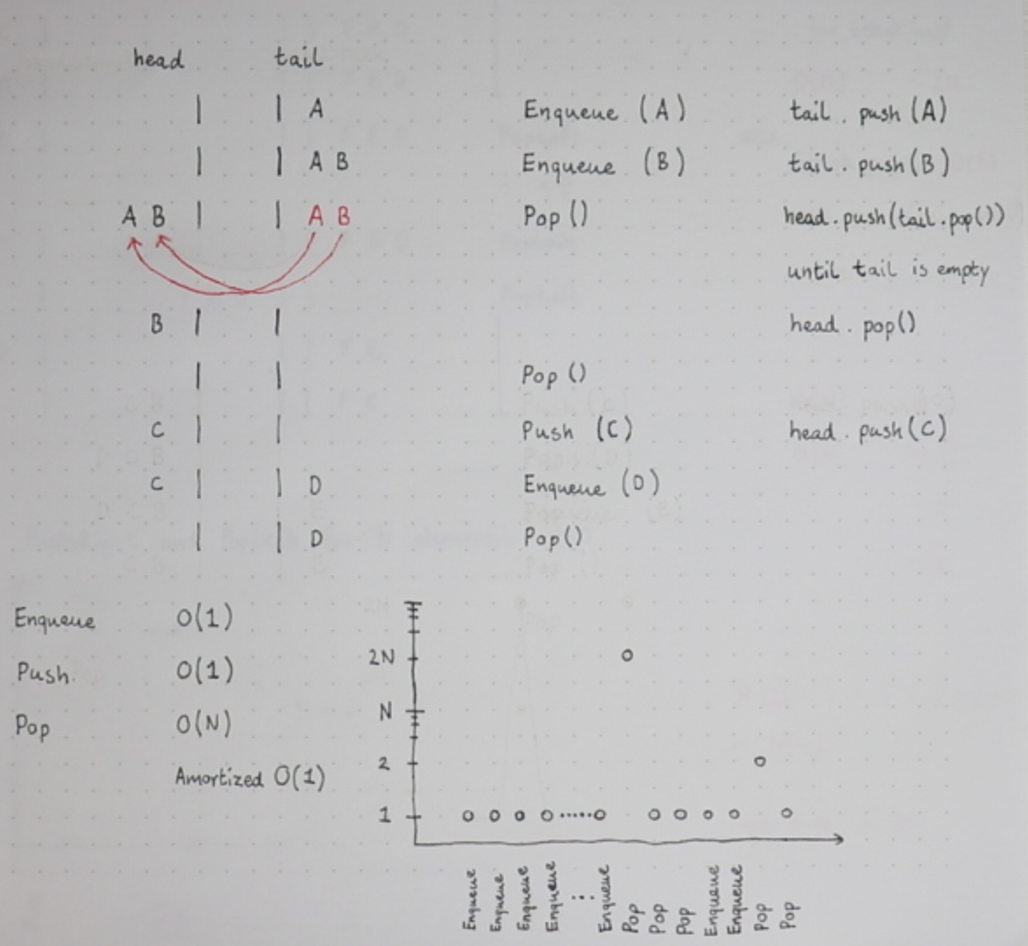 head tail
| | A Enqueue (A) tail. push (A)
| | A B Enqueue (B) tail. push (B)
A B | | A B Pop () head. push(tail.pop())
until tail is empty
B | | head. pop()
| | Pop ()
C | | Push (C) head. push (C)
C | | D Enqueue (D)
| | D Pop()
Enqueue O(1)
Push. O(1)
Pop O(N)
Amortized O(1)
2N
N
2
1
Enqueue
Enqueue
Enqueue
Enqueue
...
Enqueue
Pop
Pop
Pop
Enqueue
Enqueue
Pop
Pop